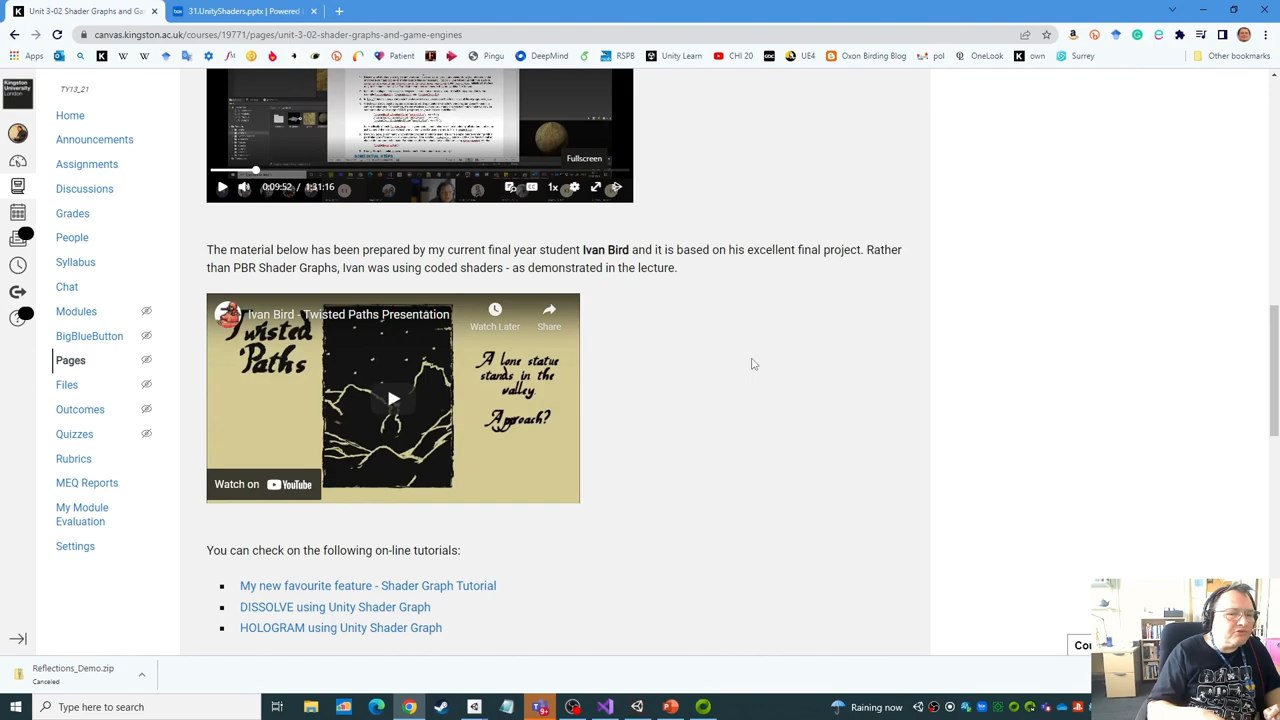 Unit 3-02 Shader Graphs and Ga
31.UnityShaders.pptx
canvas.kingston.ac.uk/courses/19771/pages/unit-3-02-shader-graphs-and-game-engines
Apps
Patient
Pingu
DeepMind
RSPB
Unity Learn
CHI 20
UE4
Oxon Birding Blog
pol
OneLook
own
Surrey
Other bookmarks
Kingston University London
TY13_21
Home
Announcements
Assignments
Discussions
Grades
People
Syllabus
Chat
Modules
BigBlueButton
Pages
Files
Outcomes
Quizzes
Rubrics
MEQ Reports
My Module
Evaluation
Settings
Fullscreen
0:09:52 / 1:31:16
1x
The material below has been prepared by my current final year student Ivan Bird and it is based on his excellent final project. Rather
than PBR Shader Graphs, Ivan was using coded shaders - as demonstrated in the lecture.
Ivan Bird - Twisted Paths Presentation
Watch Later
Share
Twisted
Paths
A lone statue
stands in the
valley.
Approach?
Watch on YouTube
You can check on the following on-line tutorials:
My new favourite feature - Shader Graph Tutorial
DISSOLVE using Unity Shader Graph
HOLOGRAM using Unity Shader Graph
Cou
Reflections_Demo.zip
Canceled
Type here to search
Raining now